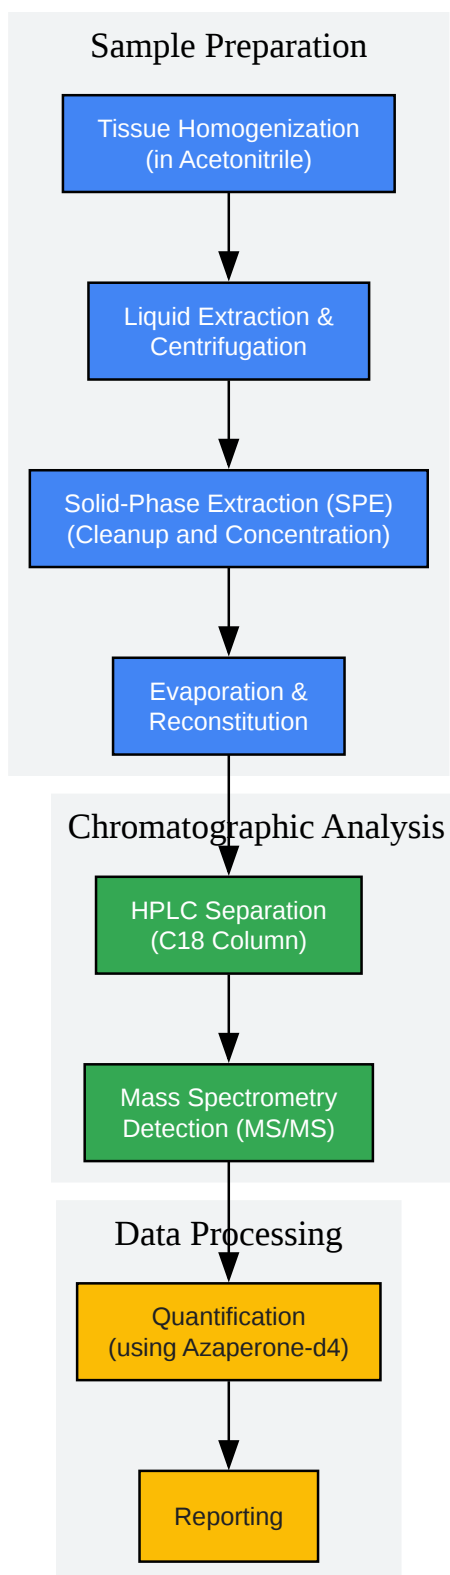 Sample Preparation
Tissue Homogenization
(in Acetonitrile)
Liquid Extraction &
Centrifugation
Solid-Phase Extraction (SPE)
(Cleanup and Concentration)
Evaporation &
Reconstitution
Chromatographic Analysis
HPLC Separation
(C18 Column)
Mass Spectrometry
Detection (MS/MS)
Data Processing
Quantification
(using Azaperone-d4)
Reporting